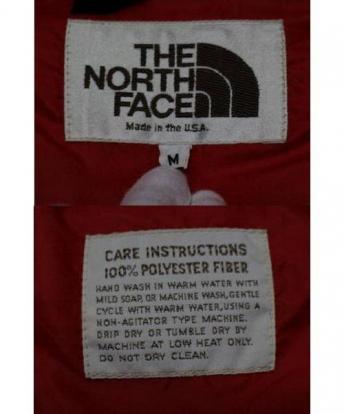 THE
NORTH
FACE
Made in the U.S.A.
M
CARE INSTRUCTIONS
100% POLYESTER FIBER
HAND WASH IN WARM WATER WITH
MILD SOAP, OR MACHINE WASH, GENTLE
CYCLE WITH WARM WATER, USING A
NON-AGITATOR TYPE MACHINE.
DRIP DRY OR TUMBLE DRY BY
MACHINE AT LOW HEAT ONLY.
DO NOT DRY CLEAN.